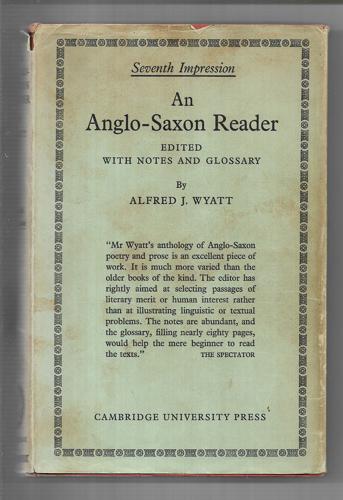 Seventh Impression
An
Anglo-Saxon Reader
EDITED
WITH NOTES AND GLOSSARY
By
ALFRED J. WYATT
"Mr Wyatt's anthology of Anglo-Saxon
poetry and prose is an excellent piece of
work. It is much more varied than the
older books of the kind. The editor has
rightly aimed at selecting passages of
literary merit or human interest rather
than at illustrating linguistic or textual
problems. The notes are abundant, and
the glossary, filling nearly eighty pages,
would help the mere beginner to read
the texts." THE SPECTATOR
CAMBRIDGE UNIVERSITY PRESS